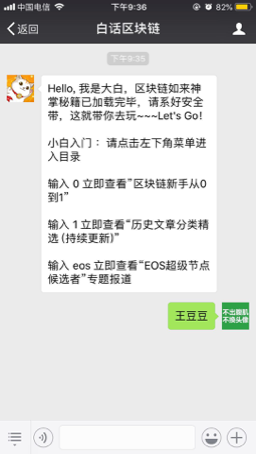 中国电信 下午9:36 82%
返回 白话区块链
下午9:35
Hello, 我是大白。区块链如来神
掌秘籍已加载完毕，请系好安全
带，这就带你去玩~~~Let's Go!
小白入门： 请点击左下角菜单进
入目录
输入 0 立即查看”区块链新手从0
到1”
输入 1 立即查看“历史文章分类精
选 (持续更新)”
输入 eos 立即查看“EOS超级节点
候选者”专题报道
王豆豆
不出腹肌
不换头像